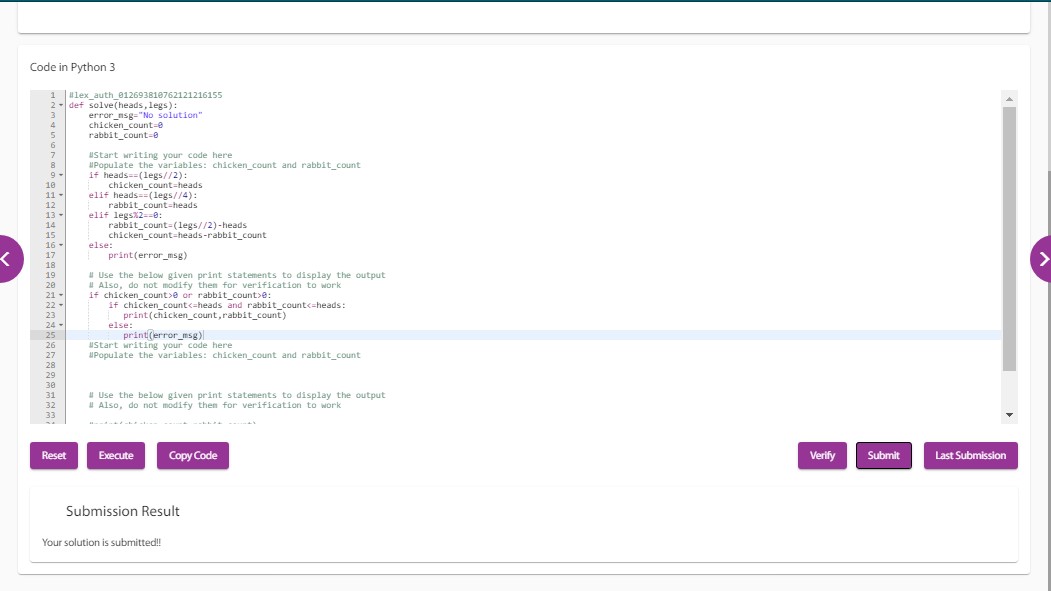 Code in Python 3
1 #lex_auth_012693810762121216155
2 def solve(heads,legs):
3 error_msg="No solution"
4 chicken_count=0
5 rabbit_count=0
6
7 #Start writing your code here
8 #Populate the variables: chicken_count and rabbit_count
9 if heads==(legs//2):
10 chicken_count=heads
11 elif heads==(legs//4):
12 rabbit_count=heads
13 elif legs%2==0:
14 rabbit_count=(legs//2)-heads
15 chicken_count=heads-rabbit_count
16 else:
17 print(error_msg)
18
19 # Use the below given print statements to display the output
20 # Also, do not modify them for verification to work
21 if chicken_count>0 or rabbit_count>0:
22 if chicken_count<=heads and rabbit_count<=heads:
23 print(chicken_count,rabbit_count)
24 else:
25 print(error_msg)
26 #Start writing your code here
27 #Populate the variables: chicken_count and rabbit_count
28
29
30
31 # Use the below given print statements to display the output
32 # Also, do not modify them for verification to work
33
Reset Execute Copy Code Verify Submit Last Submission
Submission Result
Your solution is submitted!!